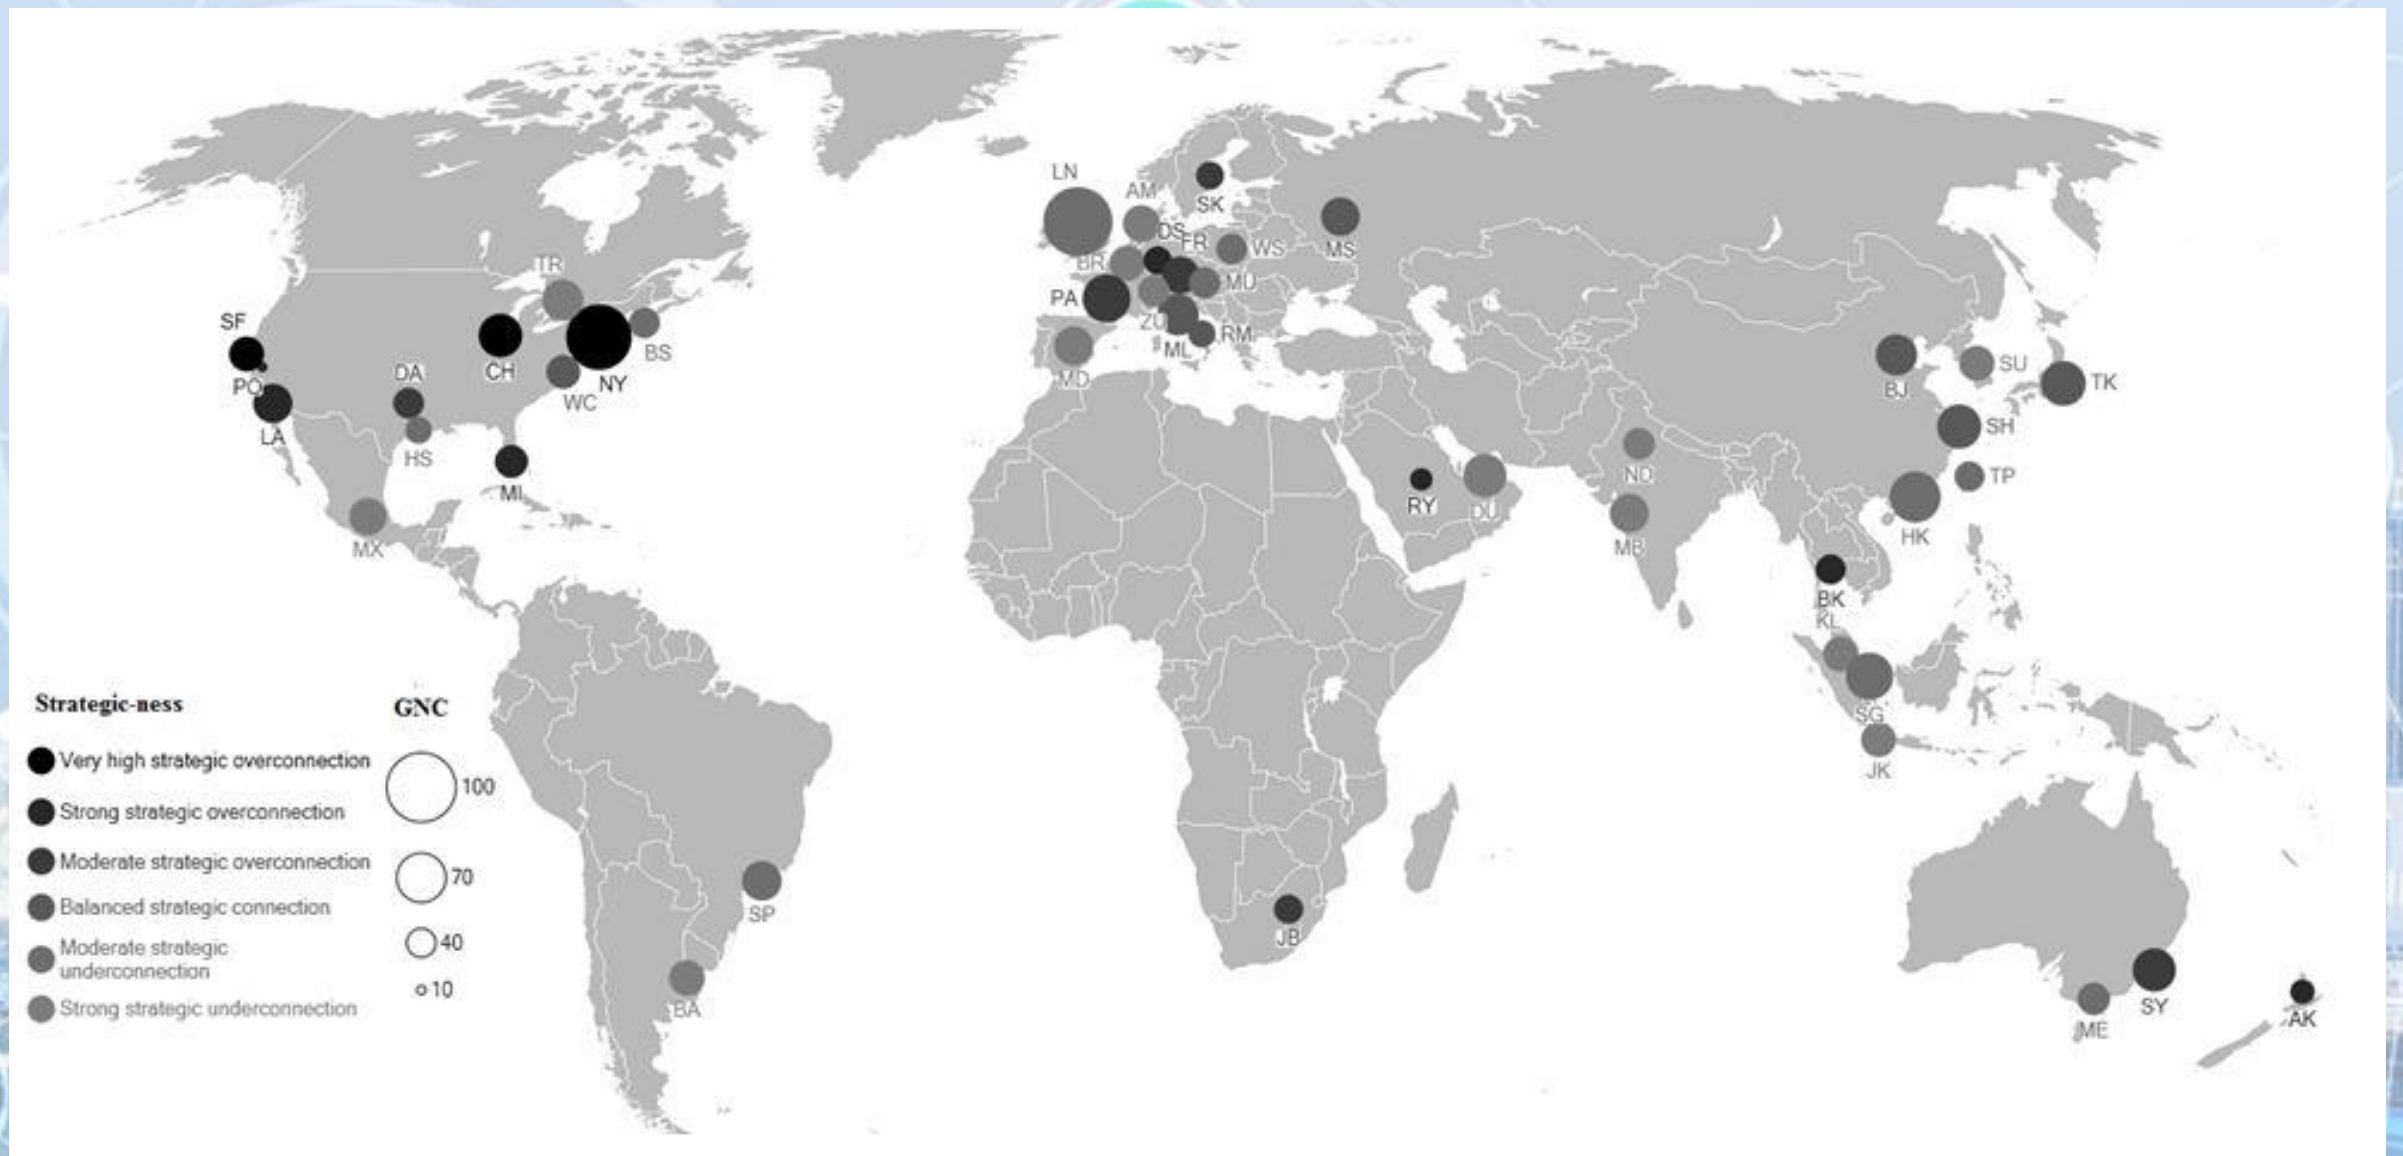 LN
AM
SK
DS
FR
WS
MS
BR
MU
PA
ZU
RM
ML
MD
TR
SF
PO
LA
DA
HS
CH
NY
BS
WC
MI
MX
BJ
SU
TK
SH
TP
HK
ND
MB
RY
DU
BK
KL
SG
JK
SP
BA
JB
SY
ME
AK
Strategic-ness
Very high strategic overconnection
Strong strategic overconnection
Moderate strategic overconnection
Balanced strategic connection
Moderate strategic
underconnection
Strong strategic underconnection
GNC
100
70
40
10